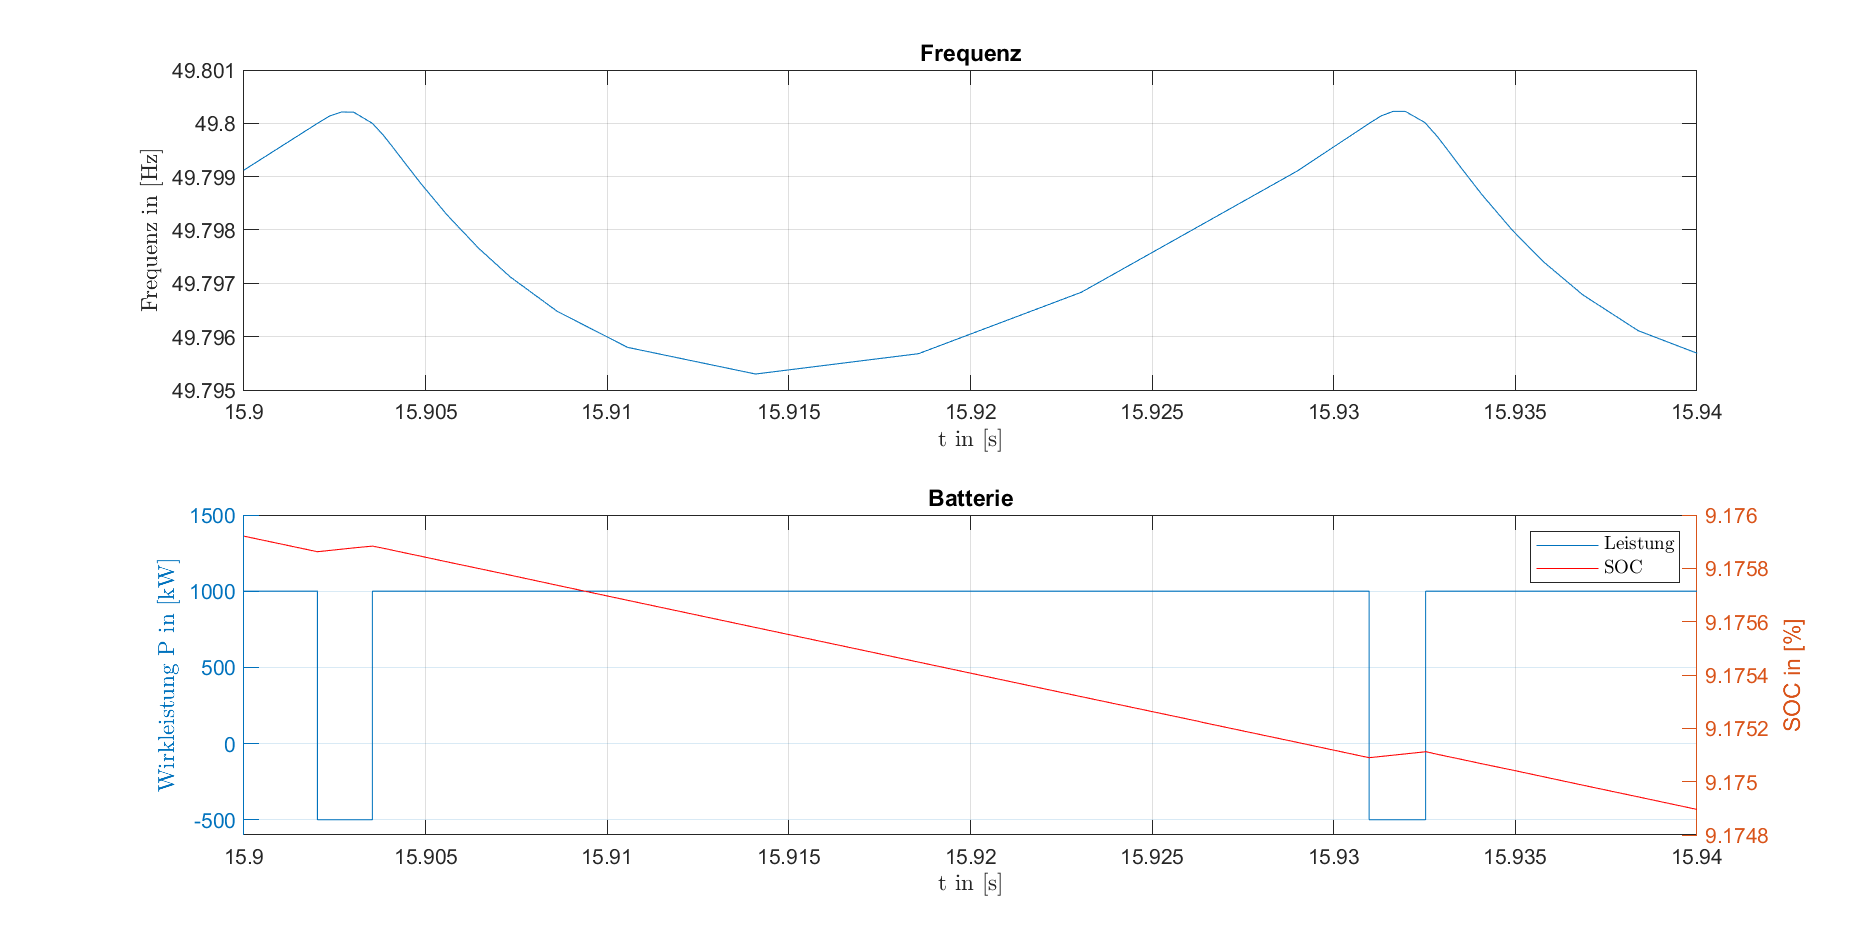 Frequenz
49.801
49.8
49.799
49.798
49.797
49.796
49.795
Frequenz in [Hz]
15.9 15.905 15.91 15.915 15.92 15.925 15.93 15.935 15.94
t in [s]
Batterie
1500
1000
500
0
-500
Wirkleistung P in [kW]
Leistung
SOC
9.176
9.1758
9.1756
9.1754
9.1752
9.175
9.1748
SOC in [%]
15.9 15.905 15.91 15.915 15.92 15.925 15.93 15.935 15.94
t in [s]